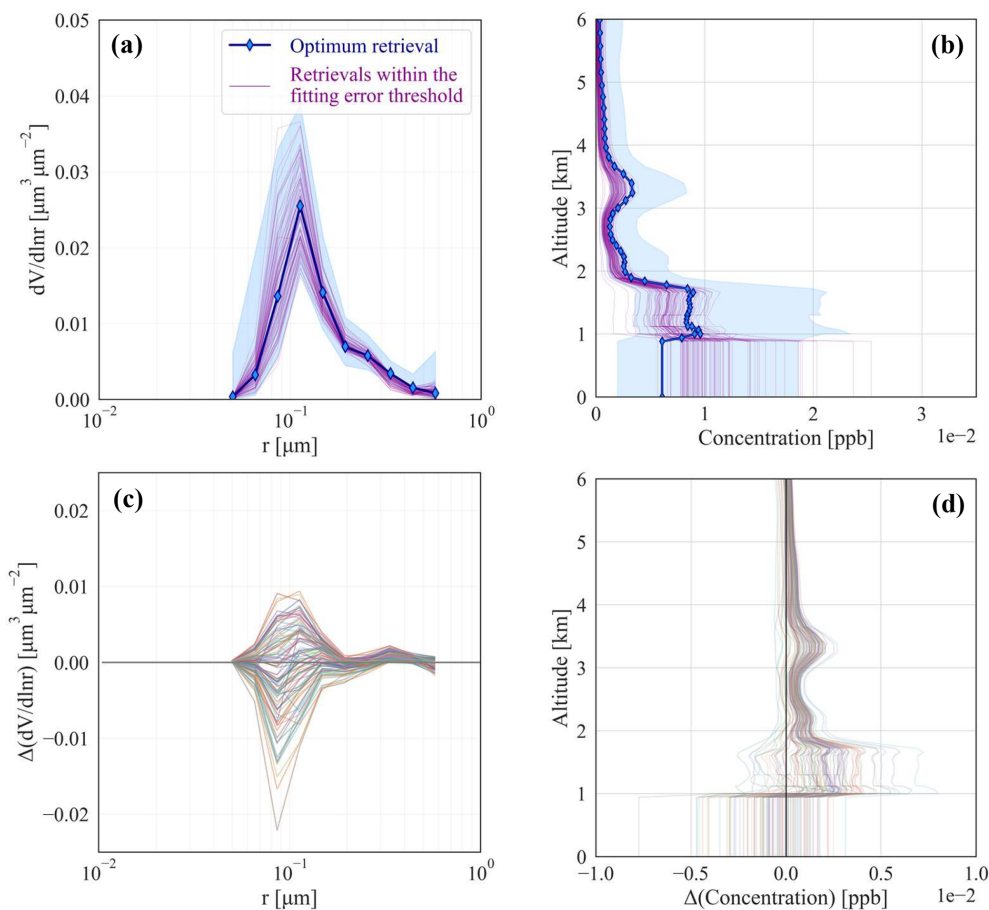 (a)
Optimum retrieval
Retrievals within the
fitting error threshold
0.05
0.04
0.03
0.02
0.01
0.00
dV/dlnr [μm³ μm⁻²]
10⁻² 10⁻¹ 10⁰
r [μm]
(b)
6
5
4
3
2
1
0
Altitude [km]
0 1 2 3
1e−2
Concentration [ppb]
(c)
0.02
0.01
0.00
−0.01
−0.02
Δ(dV/dlnr) [μm³ μm⁻²]
10⁻² 10⁻¹ 10⁰
r [μm]
(d)
6
5
4
3
2
1
0
Altitude [km]
−1.0 −0.5 0.0 0.5 1.0
1e−2
Δ(Concentration) [ppb]